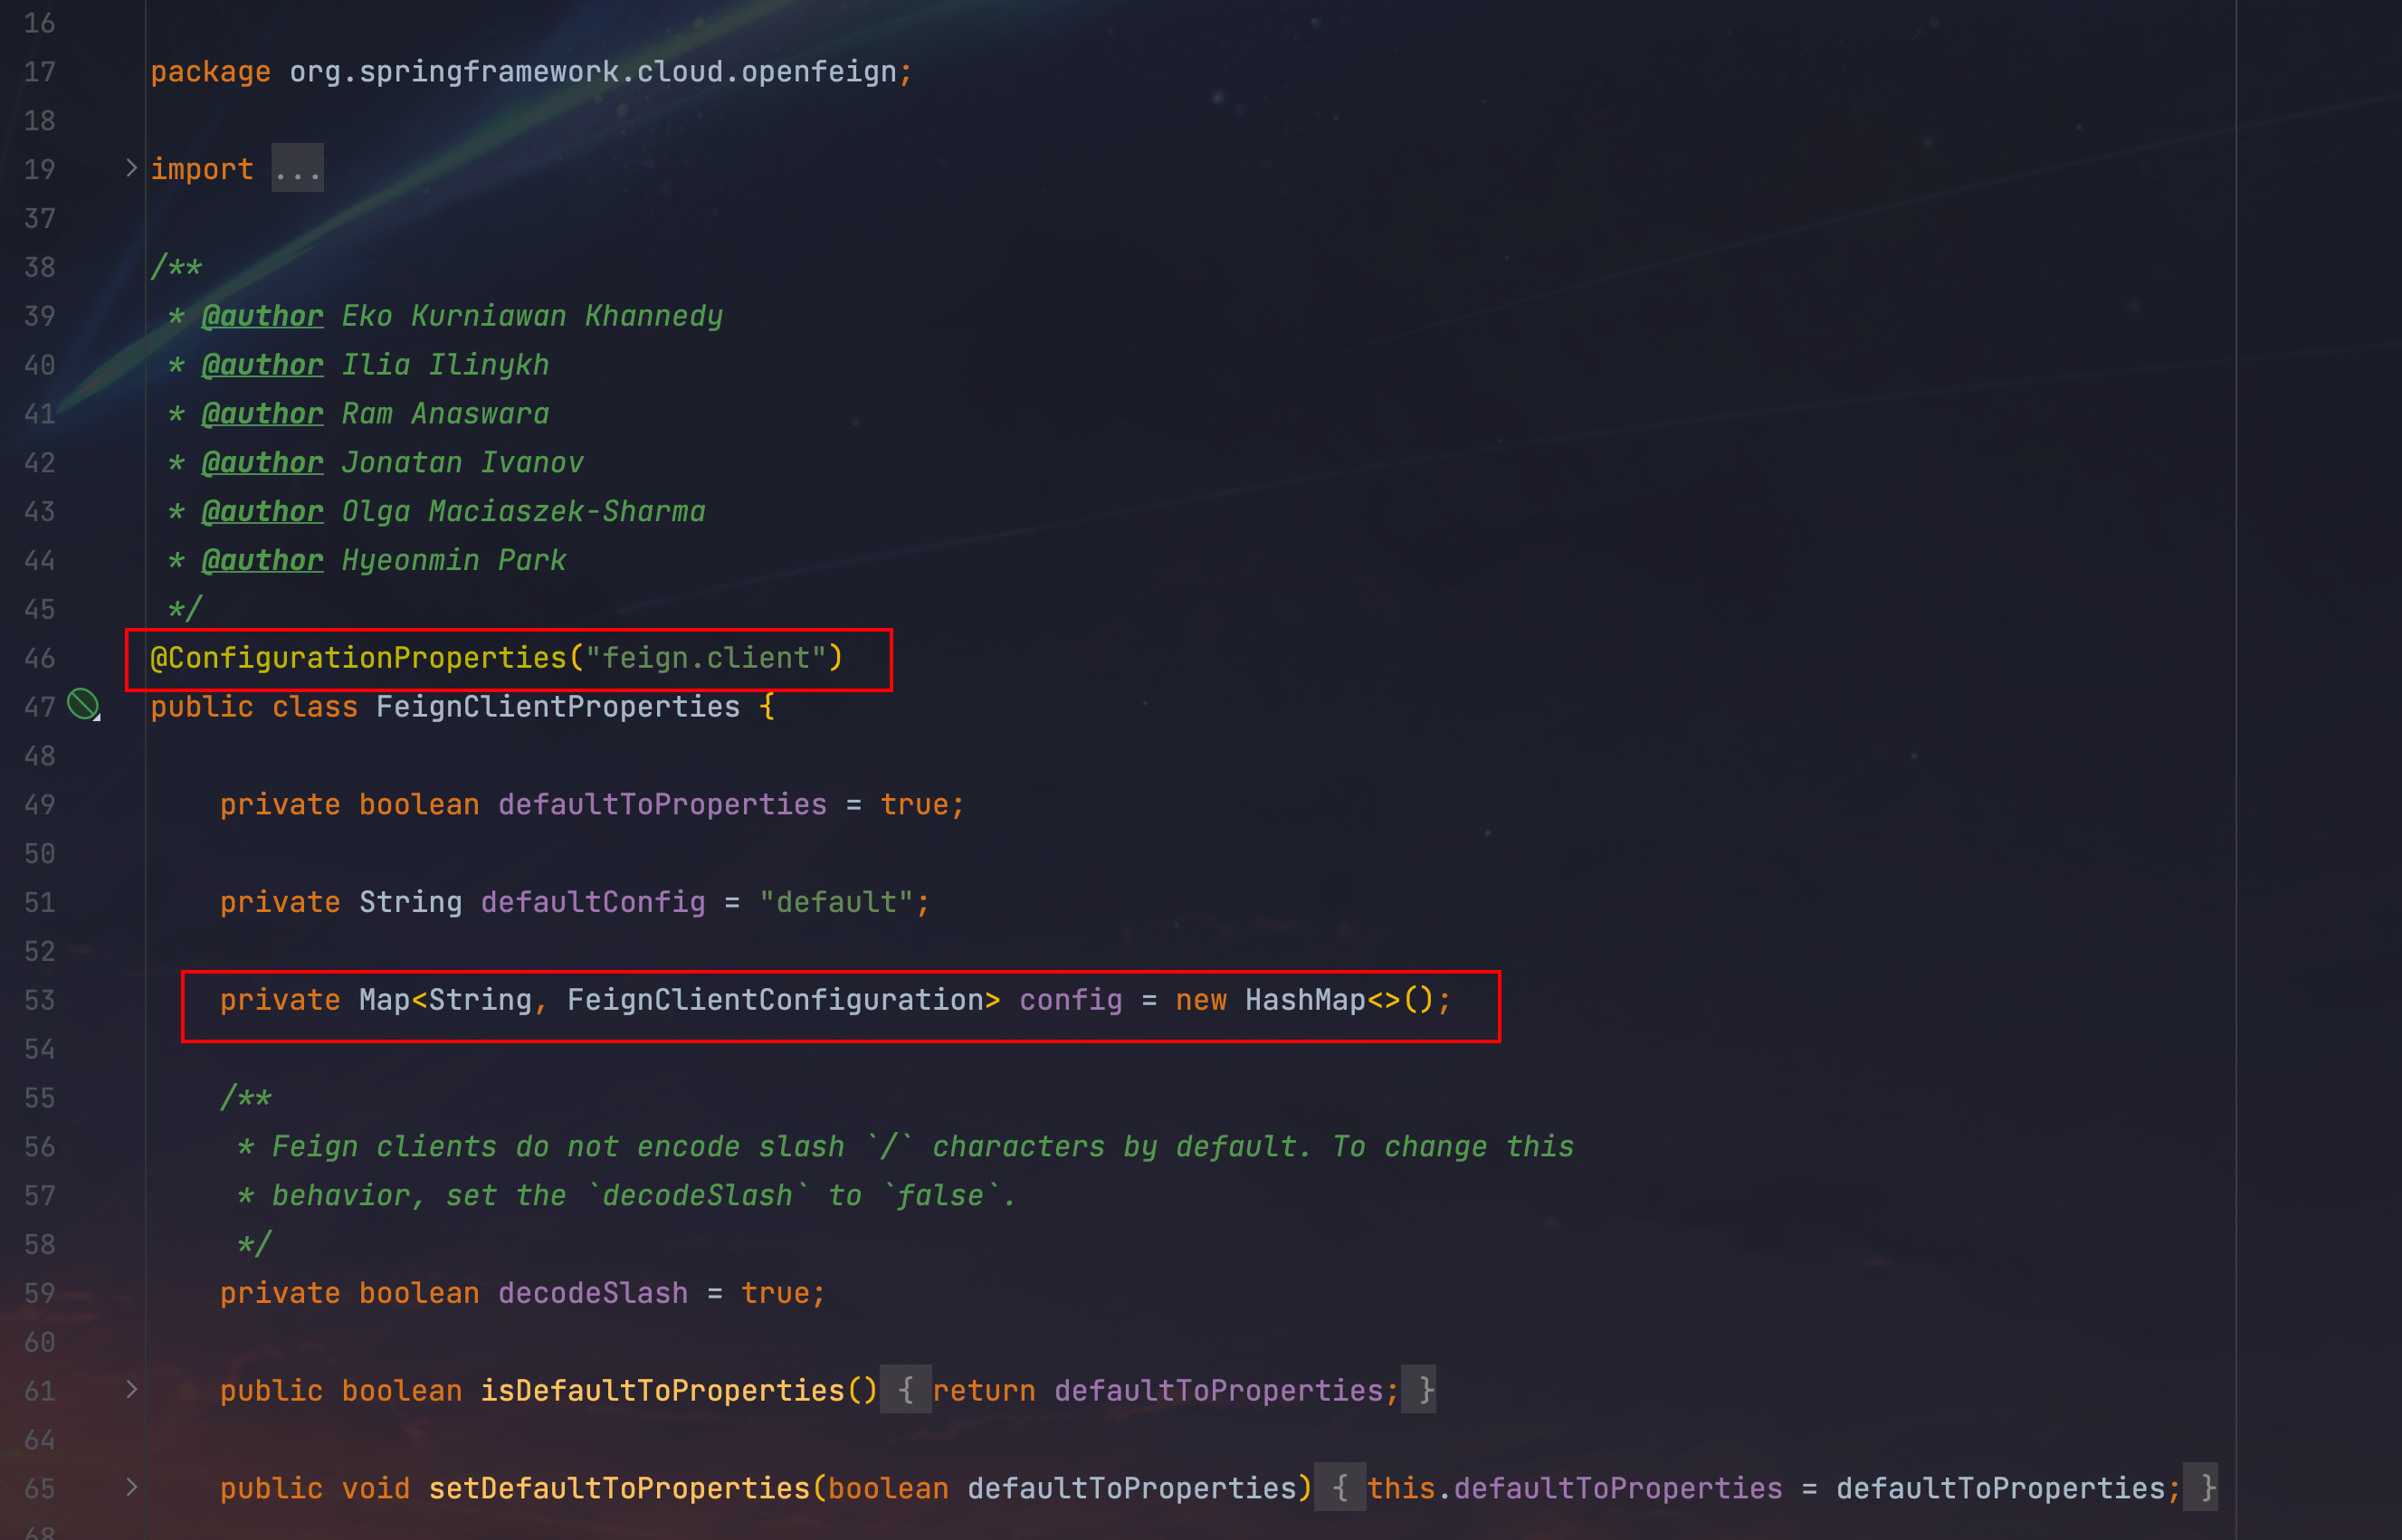 16
17 package org.springframework.cloud.openfeign;
18
19 import ...
37
38 /**
39  * @author Eko Kurniawan Khannedy
40  * @author Ilia Ilinykh
41  * @author Ram Anaswara
42  * @author Jonatan Ivanov
43  * @author Olga Maciaszek-Sharma
44  * @author Hyeonmin Park
45  */
46 @ConfigurationProperties("feign.client")
47 public class FeignClientProperties {
48
49     private boolean defaultToProperties = true;
50
51     private String defaultConfig = "default";
52
53     private Map<String, FeignClientConfiguration> config = new HashMap<>();
54
55     /**
56      * Feign clients do not encode slash `/` characters by default. To change this
57      * behavior, set the `decodeSlash` to `false`.
58      */
59     private boolean decodeSlash = true;
60
61     public boolean isDefaultToProperties() { return defaultToProperties; }
64
65     public void setDefaultToProperties(boolean defaultToProperties) { this.defaultToProperties = defaultToProperties; }
68